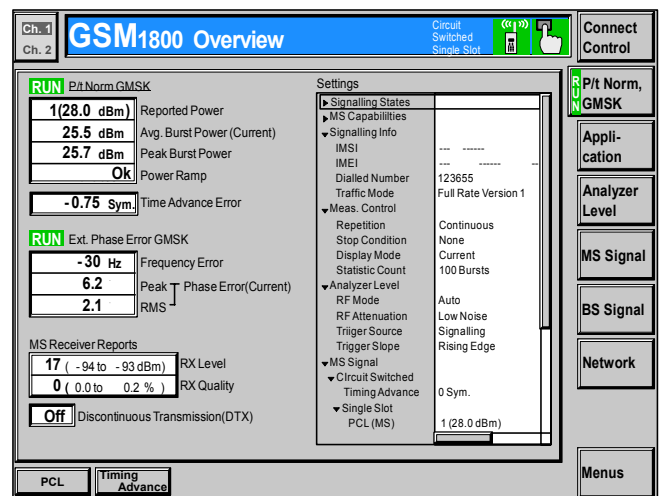 Ch. 1
Ch. 2
GSM1800 Overview
Circuit
Switched
Single Slot
Connect
Control
RUN P/t Norm GMSK
1(28.0 dBm) Reported Power
25.5 dBm Avg. Burst Power (Current)
25.7 dBm Peak Burst Power
Ok Power Ramp
-0.75 Sym. Time Advance Error
RUN Ext. Phase Error GMSK
-30 Hz Frequency Error
6.2 Peak Phase Error(Current)
2.1 RMS
MS Receiver Reports
17 ( -94 to -93 dBm) RX Level
0 ( 0.0 to 0.2 % ) RX Quality
Off Discontinuous Transmission(DTX)
Settings
Signalling States
MS Capabililties
Signalling Info
IMSI --- ------
IMEI --- ------ --
Dialled Number 123655
Traffic Mode Full Rate Version 1
Meas. Control
Repetition Continuous
Stop Condition None
Display Mode Current
Statistic Count 100 Bursts
Analyzer Level
RF Mode Auto
RF Attenuation Low Noise
Triiger Source Signalling
Trigger Slope Rising Edge
MS Signal
CIrcuit Switched
Timing Advance 0 Sym.
Single Slot
PCL (MS) 1 (28.0 dBm)
RUN
P/t Norm,
GMSK
Appli-
cation
Analyzer
Level
MS Signal
BS Signal
Network
Menus
PCL
Timing
Advance